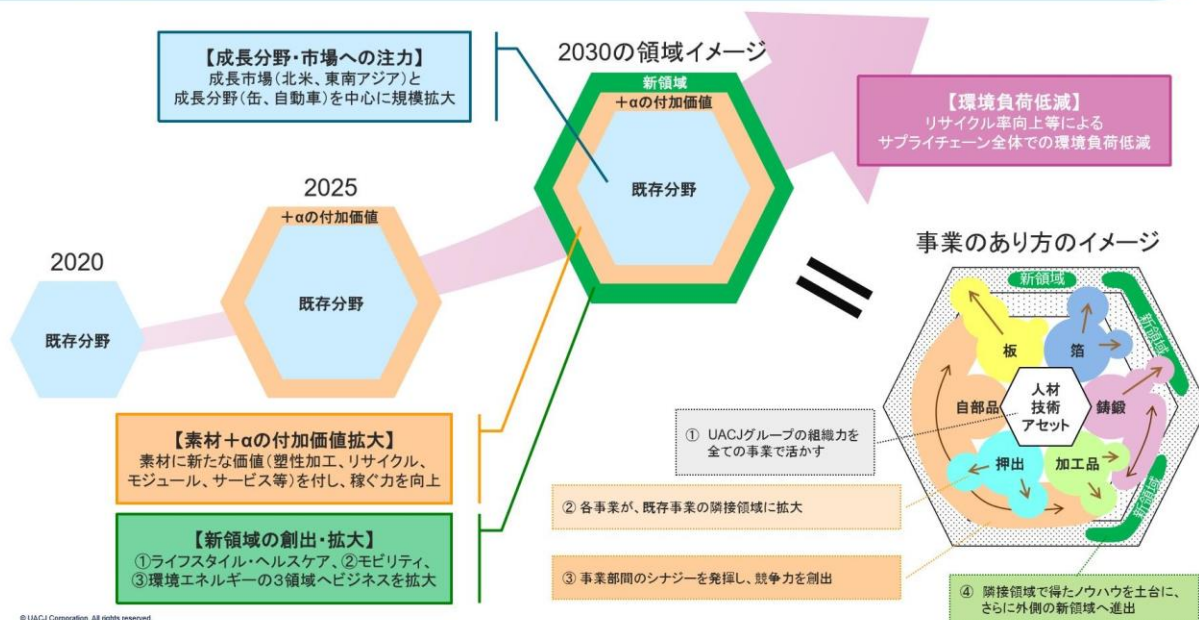 【成長分野・市場への注力】
成長市場(北米、東南アジア)と
成長分野(缶、自動車)を中心に規模拡大
2030の領域イメージ
新領域
+αの付加価値
既存分野
【環境負荷低減】
リサイクル率向上等による
サプライチェーン全体での環境負荷低減
2025
+αの付加価値
既存分野
2020
既存分野
【素材+αの付加価値拡大】
素材に新たな価値(塑性加工、リサイクル、
モジュール、サービス等)を付し、稼ぐ力を向上
【新領域の創出・拡大】
①ライフスタイル・ヘルスケア、②モビリティ、
③環境エネルギーの3領域へビジネスを拡大
事業のあり方のイメージ
新領域
新領域
板
箔
自部品
人材
技術
アセット
鋳鍛
押出
加工品
新領域
① UACJグループの組織力を
全ての事業で活かす
② 各事業が、既存事業の隣接領域に拡大
③ 事業部間のシナジーを発揮し、競争力を創出
④ 隣接領域で得たノウハウを土台に、
さらに外側の新領域へ進出
© UACJ Corporation. All rights reserved.